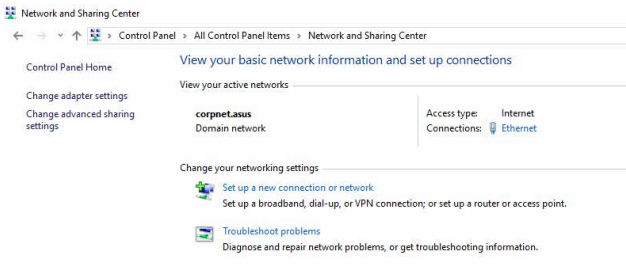 Network and Sharing Center
Control Panel › All Control Panel Items › Network and Sharing Center
Control Panel Home
Change adapter settings
Change advanced sharing
settings
View your basic network information and set up connections
View your active networks
corpnet.asus
Domain network
Access type: Internet
Connections: Ethernet
Change your networking settings
Set up a new connection or network
Set up a broadband, dial-up, or VPN connection; or set up a router or access point.
Troubleshoot problems
Diagnose and repair network problems, or get troubleshooting information.